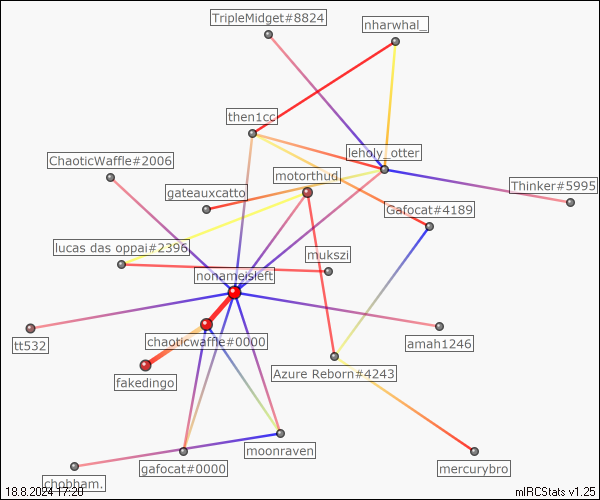 TripleMidget#8824
nharwhal_
then1cc
leholy_otter
ChaoticWaffle#2006
motorthud
Thinker#5995
gateauxcatto
Gafocat#4189
lucas das oppai#2396
mukszi
nonameisleft
tt532
chaoticwaffle#0000
amah1246
fakedingo
Azure Reborn#4243
moonraven
gafocat#0000
mercurybro
chobham.
18.8.2024 17:20
mIRCStats v1.25